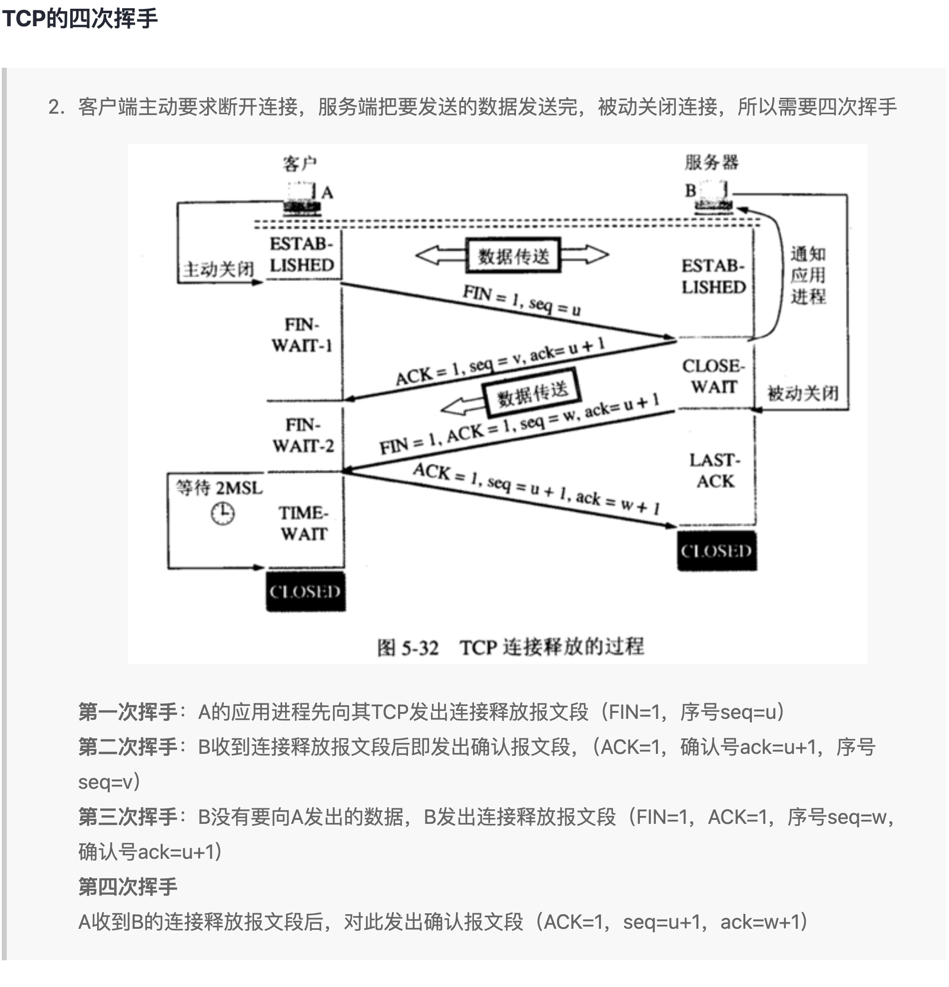 TCP的四次挥手
2. 客户端主动要求断开连接，服务端把要发送的数据发送完，被动关闭连接，所以需要四次挥手
客户
服务器
A
B
ESTAB-
LISHED
数据传送
ESTAB-
LISHED
通知
应用
进程
主动关闭
FIN = 1, seq = u
FIN-
WAIT-1
ACK = 1, seq = v, ack= u + 1
CLOSE-
WAIT
被动关闭
数据传送
FIN-
WAIT-2
FIN = 1, ACK = 1, seq = w, ack= u + 1
LAST-
ACK
ACK = 1, seq = u + 1, ack = w + 1
等待 2MSL
TIME-
WAIT
CLOSED
CLOSED
图 5-32 TCP 连接释放的过程
第一次挥手：A的应用进程先向其TCP发出连接释放报文段（FIN=1，序号seq=u）
第二次挥手：B收到连接释放报文段后即发出确认报文段，（ACK=1，确认号ack=u+1，序号
seq=v）
第三次挥手：B没有要向A发出的数据，B发出连接释放报文段（FIN=1，ACK=1，序号seq=w，
确认号ack=u+1）
第四次挥手
A收到B的连接释放报文段后，对此发出确认报文段（ACK=1，seq=u+1，ack=w+1）